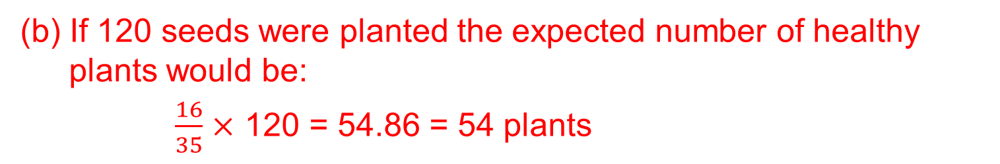 (b) If 120 seeds were planted the expected number of healthy
plants would be:
16/35 × 120 = 54.86 = 54 plants